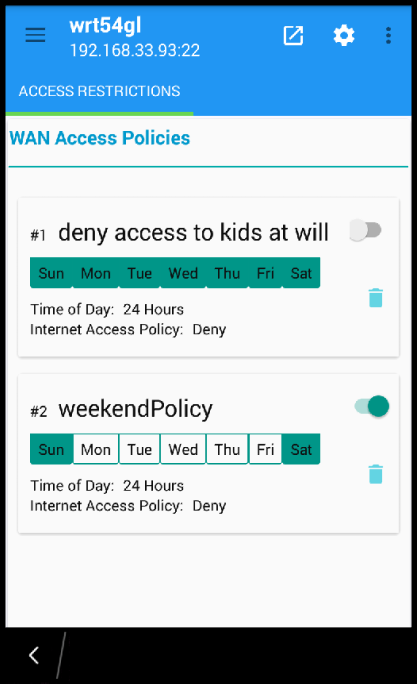 wrt54gl
192.168.33.93:22
ACCESS RESTRICTIONS
WAN Access Policies
#1 deny access to kids at will
Sun Mon Tue Wed Thu Fri Sat
Time of Day: 24 Hours
Internet Access Policy: Deny
#2 weekendPolicy
Sun Mon Tue Wed Thu Fri Sat
Time of Day: 24 Hours
Internet Access Policy: Deny